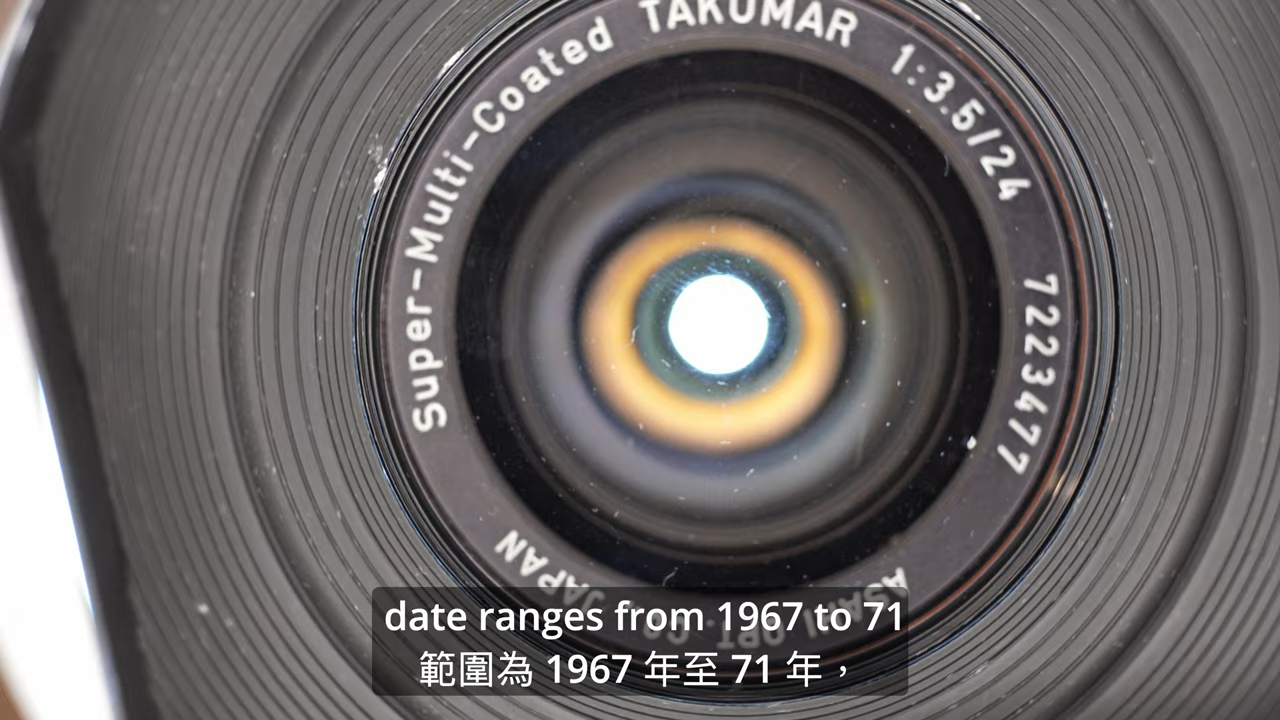 Super-Multi-Coated TAKUMAR 1:3.5/24 7223477
ASAHI OPT. CO. JAPAN
date ranges from 1967 to 71
範圍為 1967 年至 71 年，